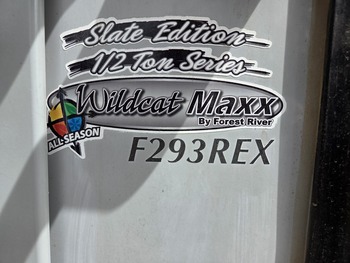 Slate Edition
1/2 Ton Series
Wildcat Maxx
By Forest River
ALL-SEASON
F293REX